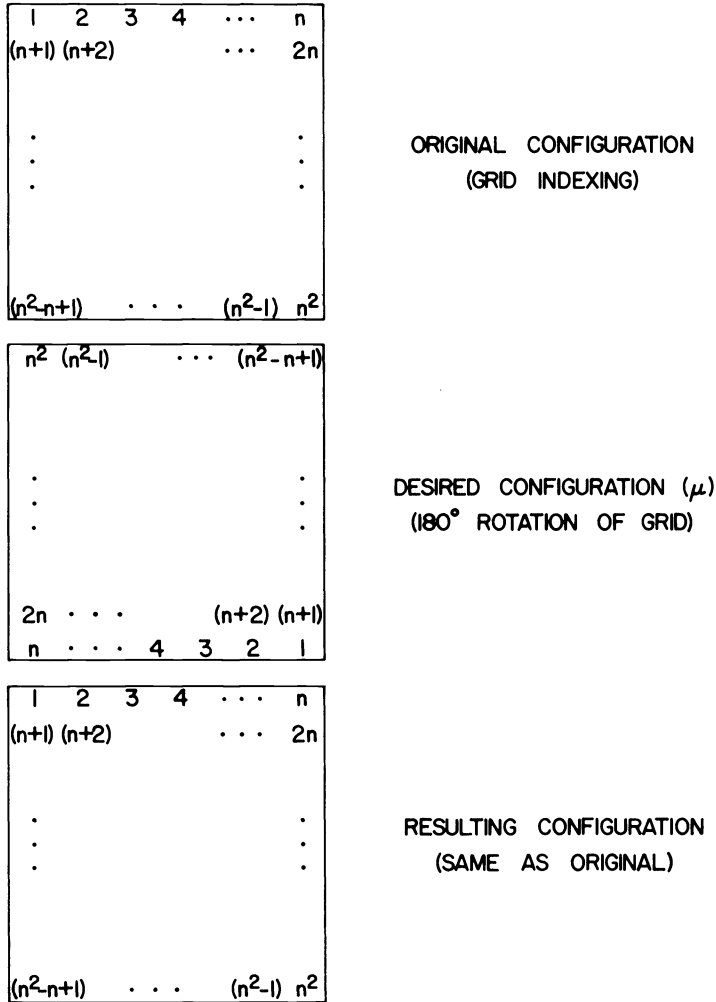 1 2 3 4 ··· n
(n+1) (n+2) ··· 2n
(n²-n+1) · · · (n²-1) n²
ORIGINAL CONFIGURATION
(GRID INDEXING)
n² (n²-1) ··· (n²-n+1)
2n · · · (n+2) (n+1)
n · · · 4 3 2 1
DESIRED CONFIGURATION (μ)
(180° ROTATION OF GRID)
1 2 3 4 · · · n
(n+1) (n+2) · · · 2n
(n²-n+1) · · · (n²-1) n²
RESULTING CONFIGURATION
(SAME AS ORIGINAL)